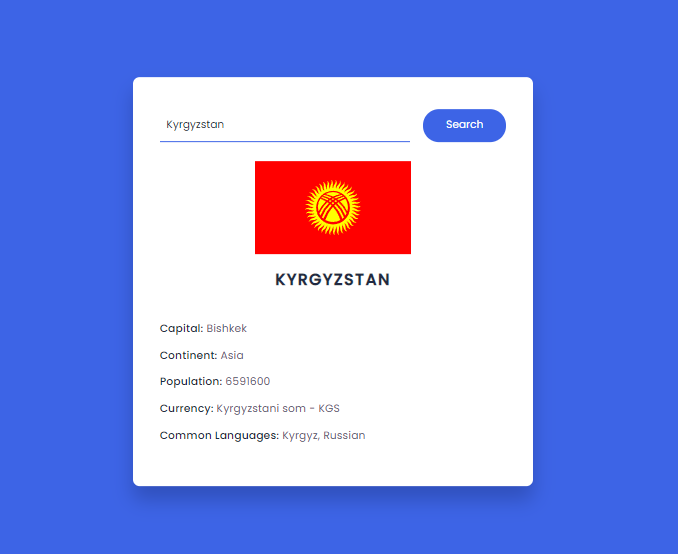 Kyrgyzstan
Search
KYRGYZSTAN
Capital: Bishkek
Continent: Asia
Population: 6591600
Currency: Kyrgyzstani som - KGS
Common Languages: Kyrgyz, Russian